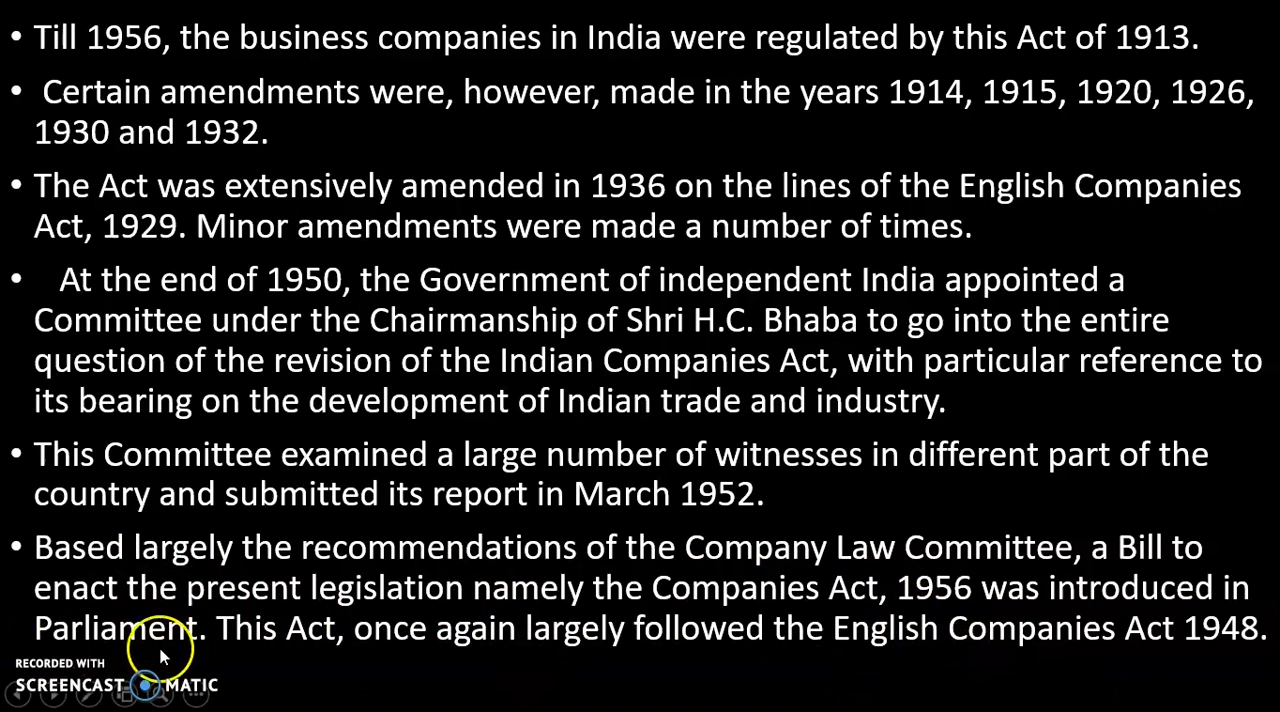 • Till 1956, the business companies in India were regulated by this Act of 1913.
• Certain amendments were, however, made in the years 1914, 1915, 1920, 1926,
1930 and 1932.
• The Act was extensively amended in 1936 on the lines of the English Companies
Act, 1929. Minor amendments were made a number of times.
• At the end of 1950, the Government of independent India appointed a
Committee under the Chairmanship of Shri H.C. Bhaba to go into the entire
question of the revision of the Indian Companies Act, with particular reference to
its bearing on the development of Indian trade and industry.
• This Committee examined a large number of witnesses in different part of the
country and submitted its report in March 1952.
• Based largely the recommendations of the Company Law Committee, a Bill to
enact the present legislation namely the Companies Act, 1956 was introduced in
Parliament. This Act, once again largely followed the English Companies Act 1948.
RECORDED WITH
SCREENCAST MATIC